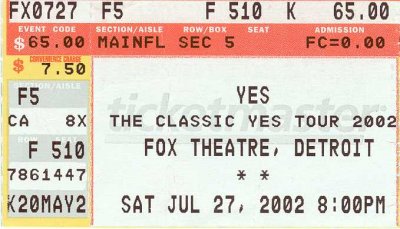 FX0727 F5 F 510 K 65.00
EVENT CODE SECTION/AISLE ROW/BOX SEAT ADMISSION
$65.00 MAINFL SEC 5 FC=0.00
CONVENIENCE CHARGE
$ 7.50
F5
CA 8X
F 510
7861447
K20MAY2
ticketmaster
YES
THE CLASSIC YES TOUR 2002
FOX THEATRE, DETROIT
* *
SAT JUL 27, 2002 8:00PM